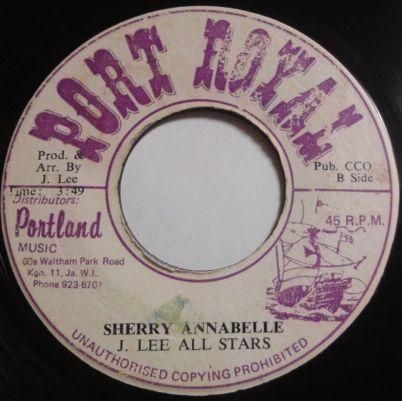 PORT ROYAL
Prod. &
Arr. By
J. Lee
Time: 3:49
Pub. CCO
B Side
Distributors:
Portland
MUSIC
60s Waltham Park Road
Kgn. 11, Ja. W.I.
Phone 923-6701
45 R.P.M.
SHERRY ANNABELLE
J. LEE ALL STARS
UNAUTHORISED COPYING PROHIBITED